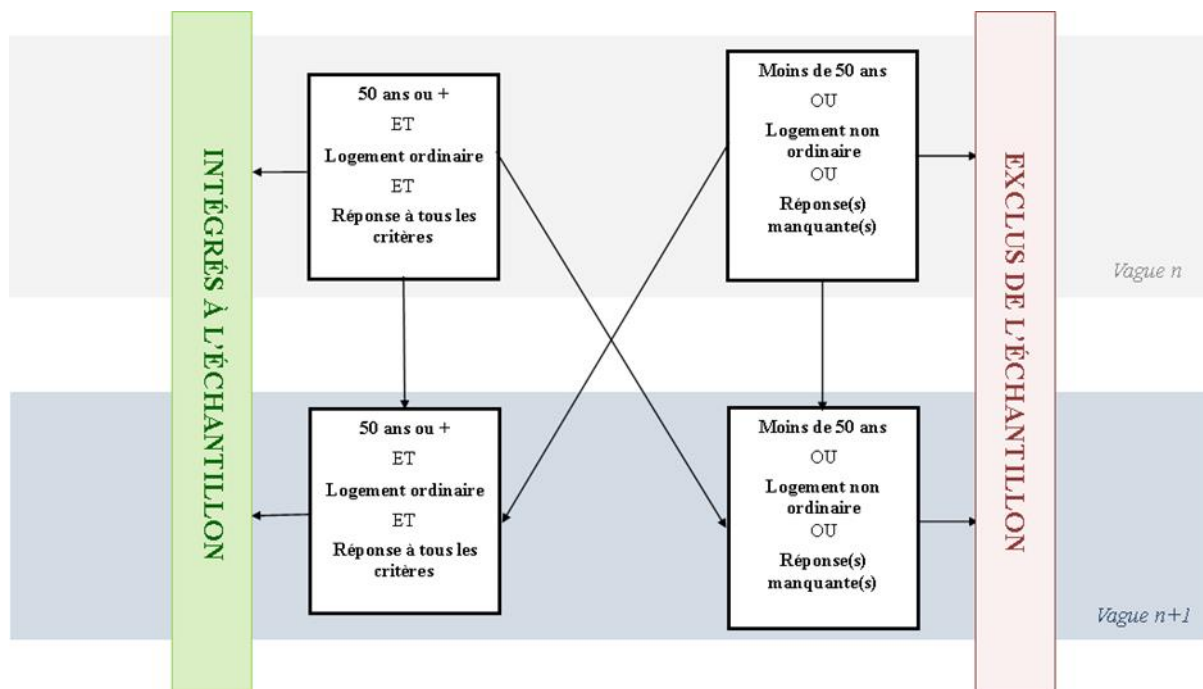 INTÉGRÉS À L'ÉCHANTILLON
50 ans ou +
ET
Logement ordinaire
ET
Réponse à tous les
critères
Moins de 50 ans
OU
Logement non
ordinaire
OU
Réponse(s)
manquante(s)
EXCLUS DE L'ÉCHANTILLON
Vague n
50 ans ou +
ET
Logement ordinaire
ET
Réponse à tous les
critères
Moins de 50 ans
OU
Logement non
ordinaire
OU
Réponse(s)
manquante(s)
Vague n+1